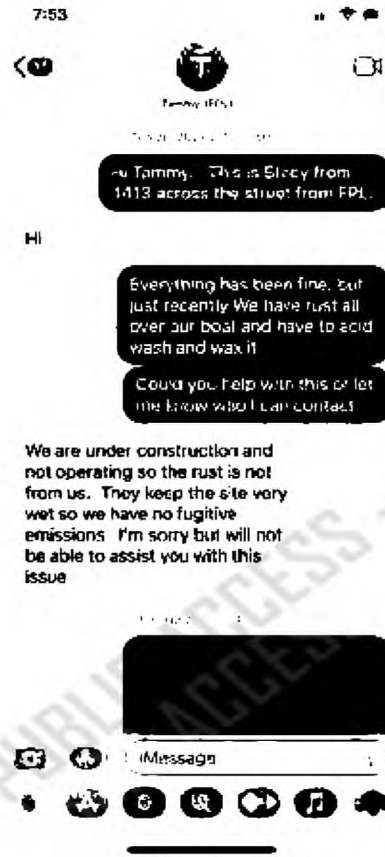 7:53
Hi Tammy. This is Stacy from
1413 across the street from FPL.
Hi
Everything has been fine, but
just recently We have rust all
over our boat and have to acid
wash and wax it
Could you help with this or let
me know who I can contact
We are under construction and
not operating so the rust is not
from us. They keep the site very
wet so we have no fugitive
emissions I'm sorry but will not
be able to assist you with this
issue
iMessage
PUBLIC ACCESS
ACCESS